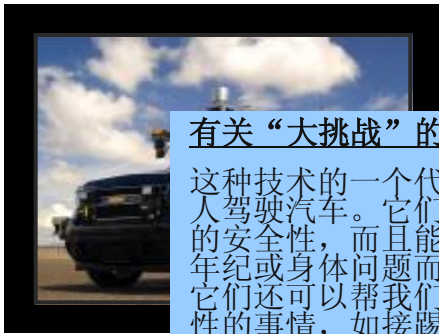 有关“大挑战”的
这种技术的一个代
人驾驶汽车。它们
的安全性，而且能
年纪或身体问题而
它们还可以帮我们
性的事情，如接踢